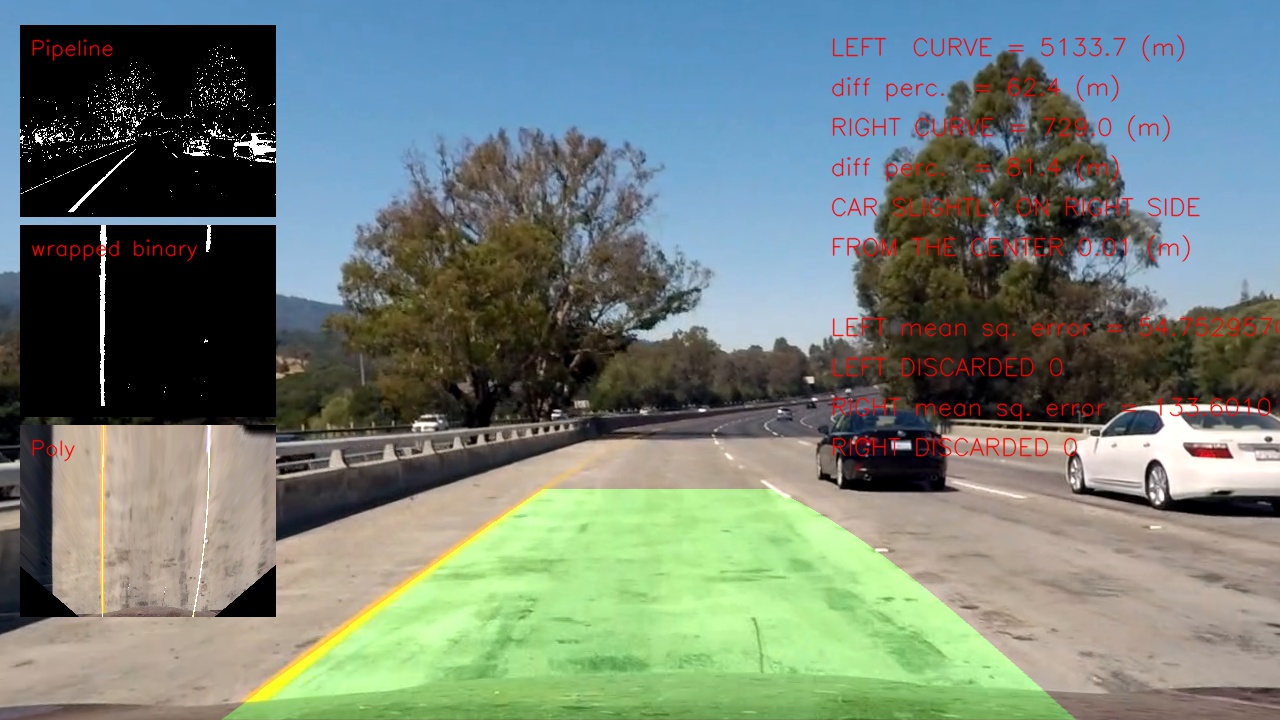 Pipeline
wrapped binary
Poly
LEFT CURVE = 5133.7 (m)
diff perc. = 62.4 (m)
RIGHT CURVE = 729.0 (m)
diff perc. = 81.4 (m)
CAR SLIGHTLY ON RIGHT SIDE
FROM THE CENTER 0.01 (m)
LEFT mean sq. error = 54.752957
LEFT DISCARDED 0
RIGHT mean sq. error = 133.6010
RIGHT DISCARDED 0